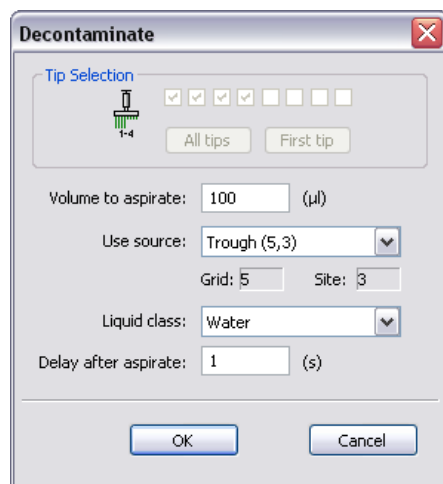 Decontaminate
Tip Selection
1-4
All tips First tip
Volume to aspirate: 100 (µl)
Use source: Trough (5,3)
Grid: 5 Site: 3
Liquid class: Water
Delay after aspirate: 1 (s)
OK Cancel